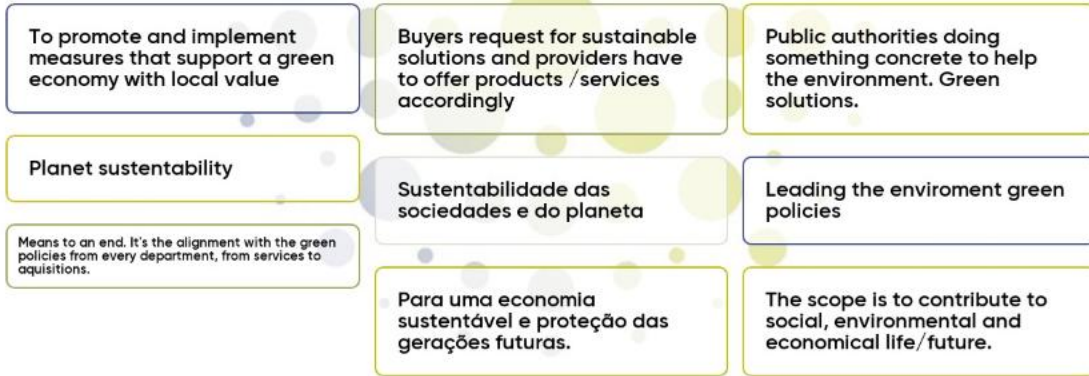 To promote and implement
measures that support a green
economy with local value
Planet sustentability
Means to an end. It's the alignment with the green
policies from every department, from services to
aquisitions.
Buyers request for sustainable
solutions and providers have
to offer products /services
accordingly
Sustentabilidade das
sociedades e do planeta
Para uma economia
sustentável e proteção das
gerações futuras.
Public authorities doing
something concrete to help
the environment. Green
solutions.
Leading the enviroment green
policies
The scope is to contribute to
social, environmental and
economical life/future.